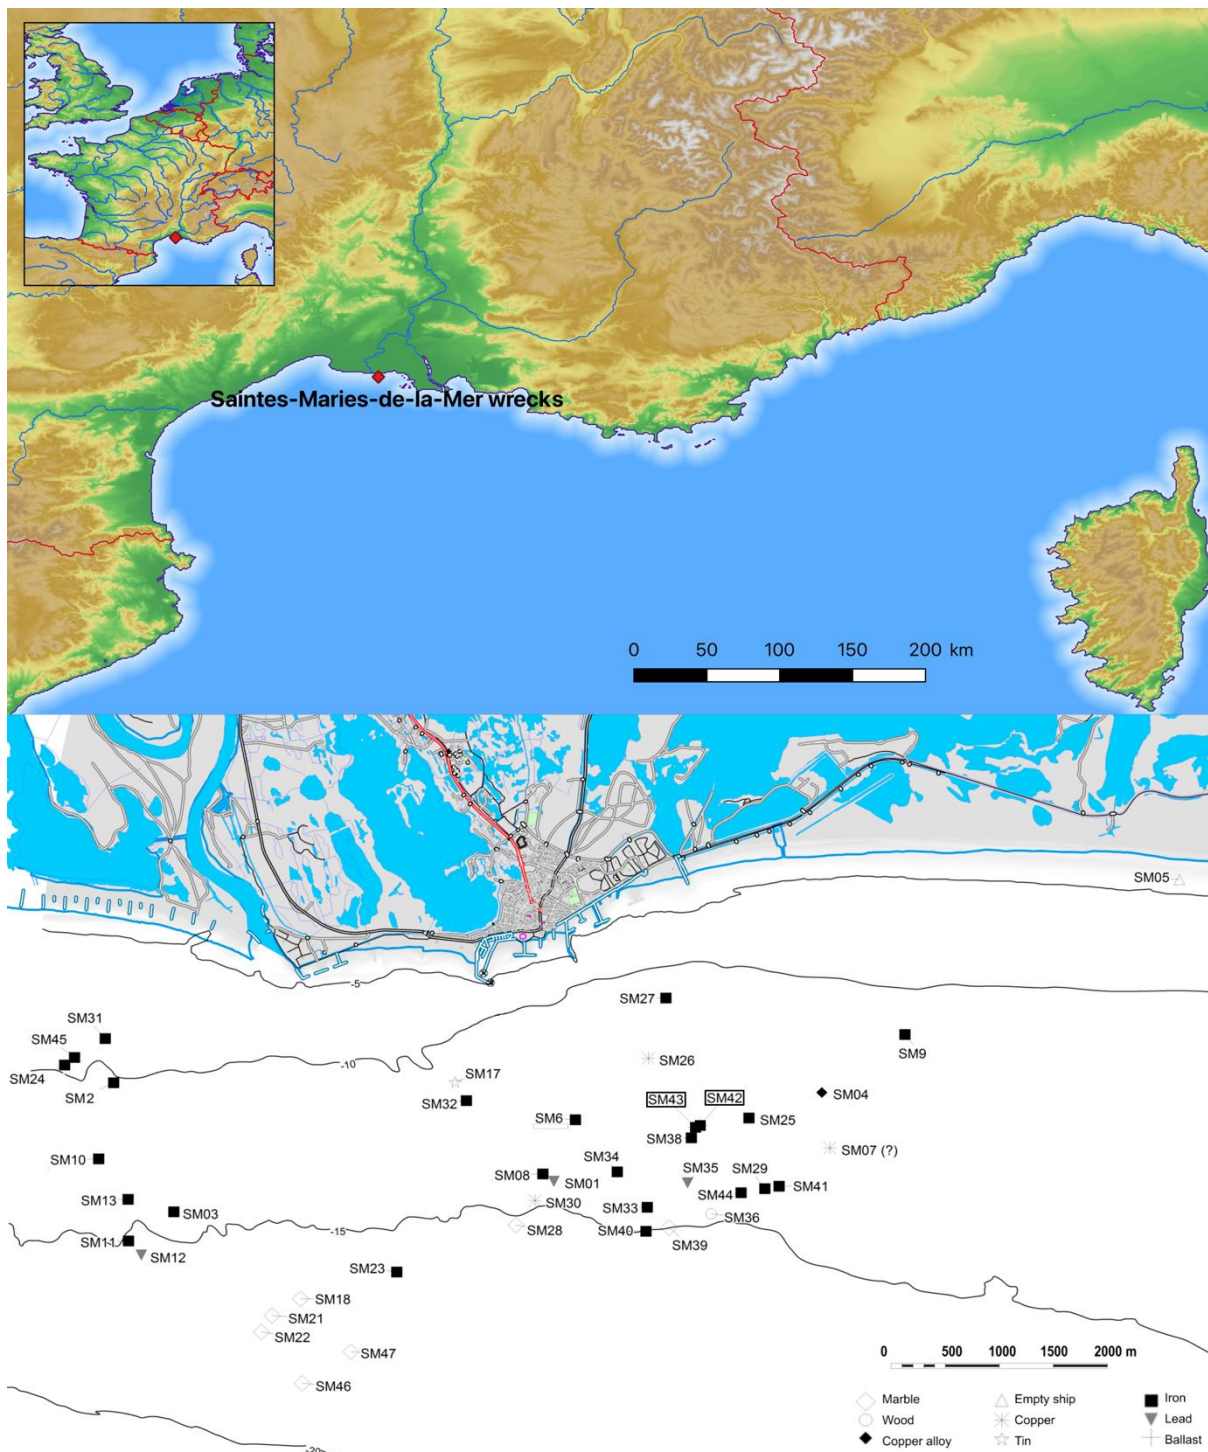 Saintes-Maries-de-la-Mer wrecks
0 50 100 150 200 km
SM05
-5
SM27
SM31
SM45
SM9
-10
SM26
SM24
SM17
SM2
SM32
SM43
SM42
SM04
SM6
SM25
SM38
SM07 (?)
SM10
SM34
SM35
SM29
SM08
SM01
SM41
SM44
SM13
SM30
SM33
SM03
SM36
SM28
SM40
SM39
-15
SM11
SM12
SM23
SM18
SM21
SM22
SM47
SM46
0 500 1000 1500 2000 m
Marble
Empty ship
Iron
Wood
Copper
Lead
Copper alloy
Tin
Ballast
-20